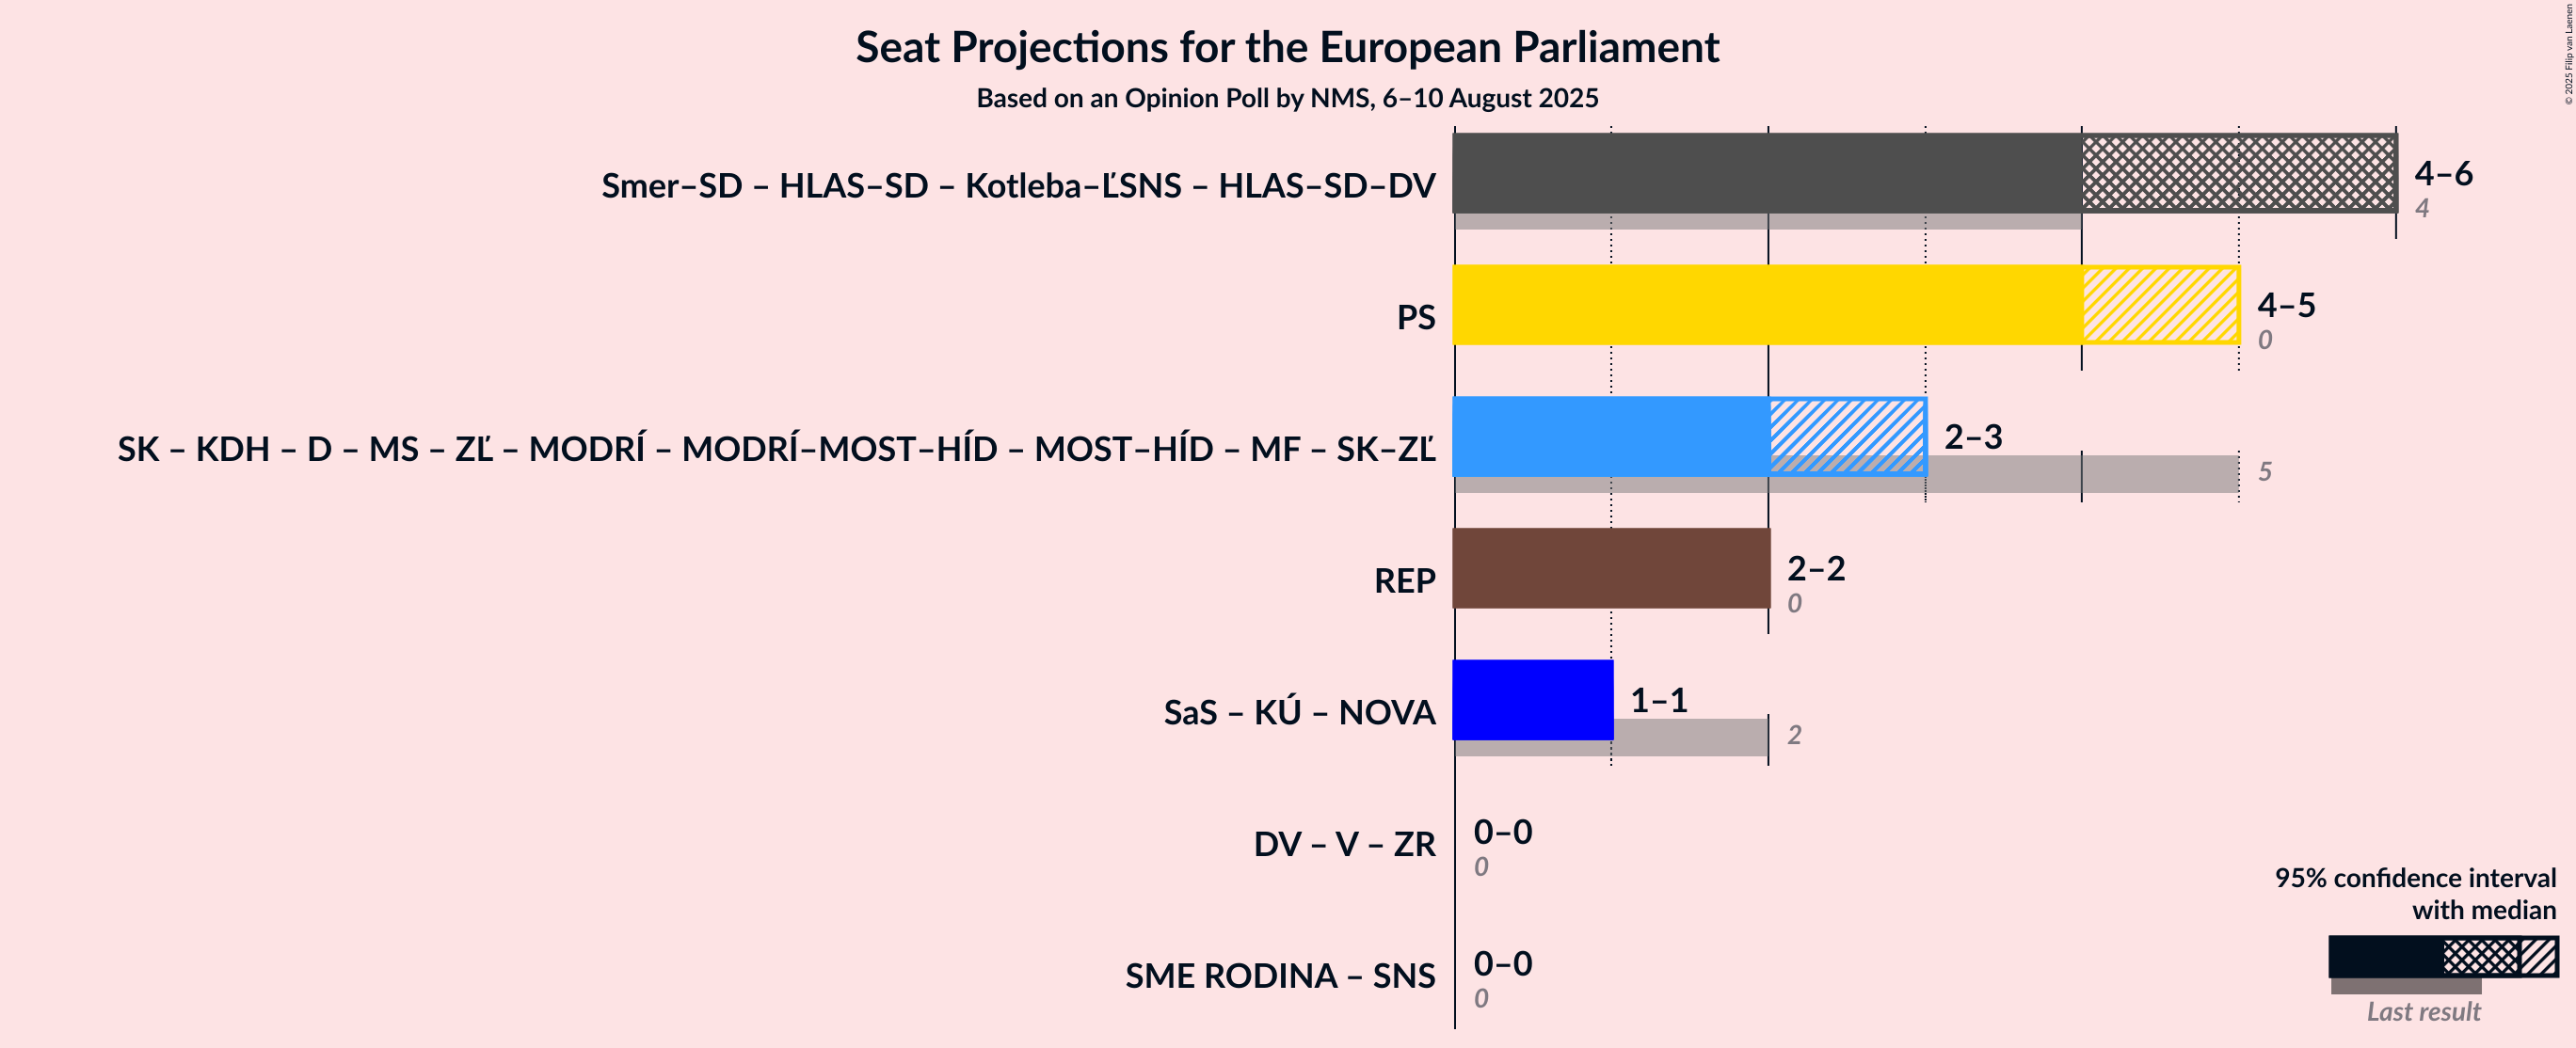 Seat Projections for the European Parliament
Based on an Opinion Poll by NMS, 6–10 August 2025
© 2025 Filip van Laenen
Smer–SD – HLAS–SD – Kotleba–ĽSNS – HLAS–SD–DV
4–6
4
PS
4–5
0
SK – KDH – D – MS – ZĽ – MODRÍ – MODRÍ–MOST–HÍD – MOST–HÍD – MF – SK–ZĽ
2–3
5
REP
2–2
0
SaS – KÚ – NOVA
1–1
2
DV – V – ZR
0–0
0
SME RODINA – SNS
0–0
0
95% confidence interval
with median
Last result